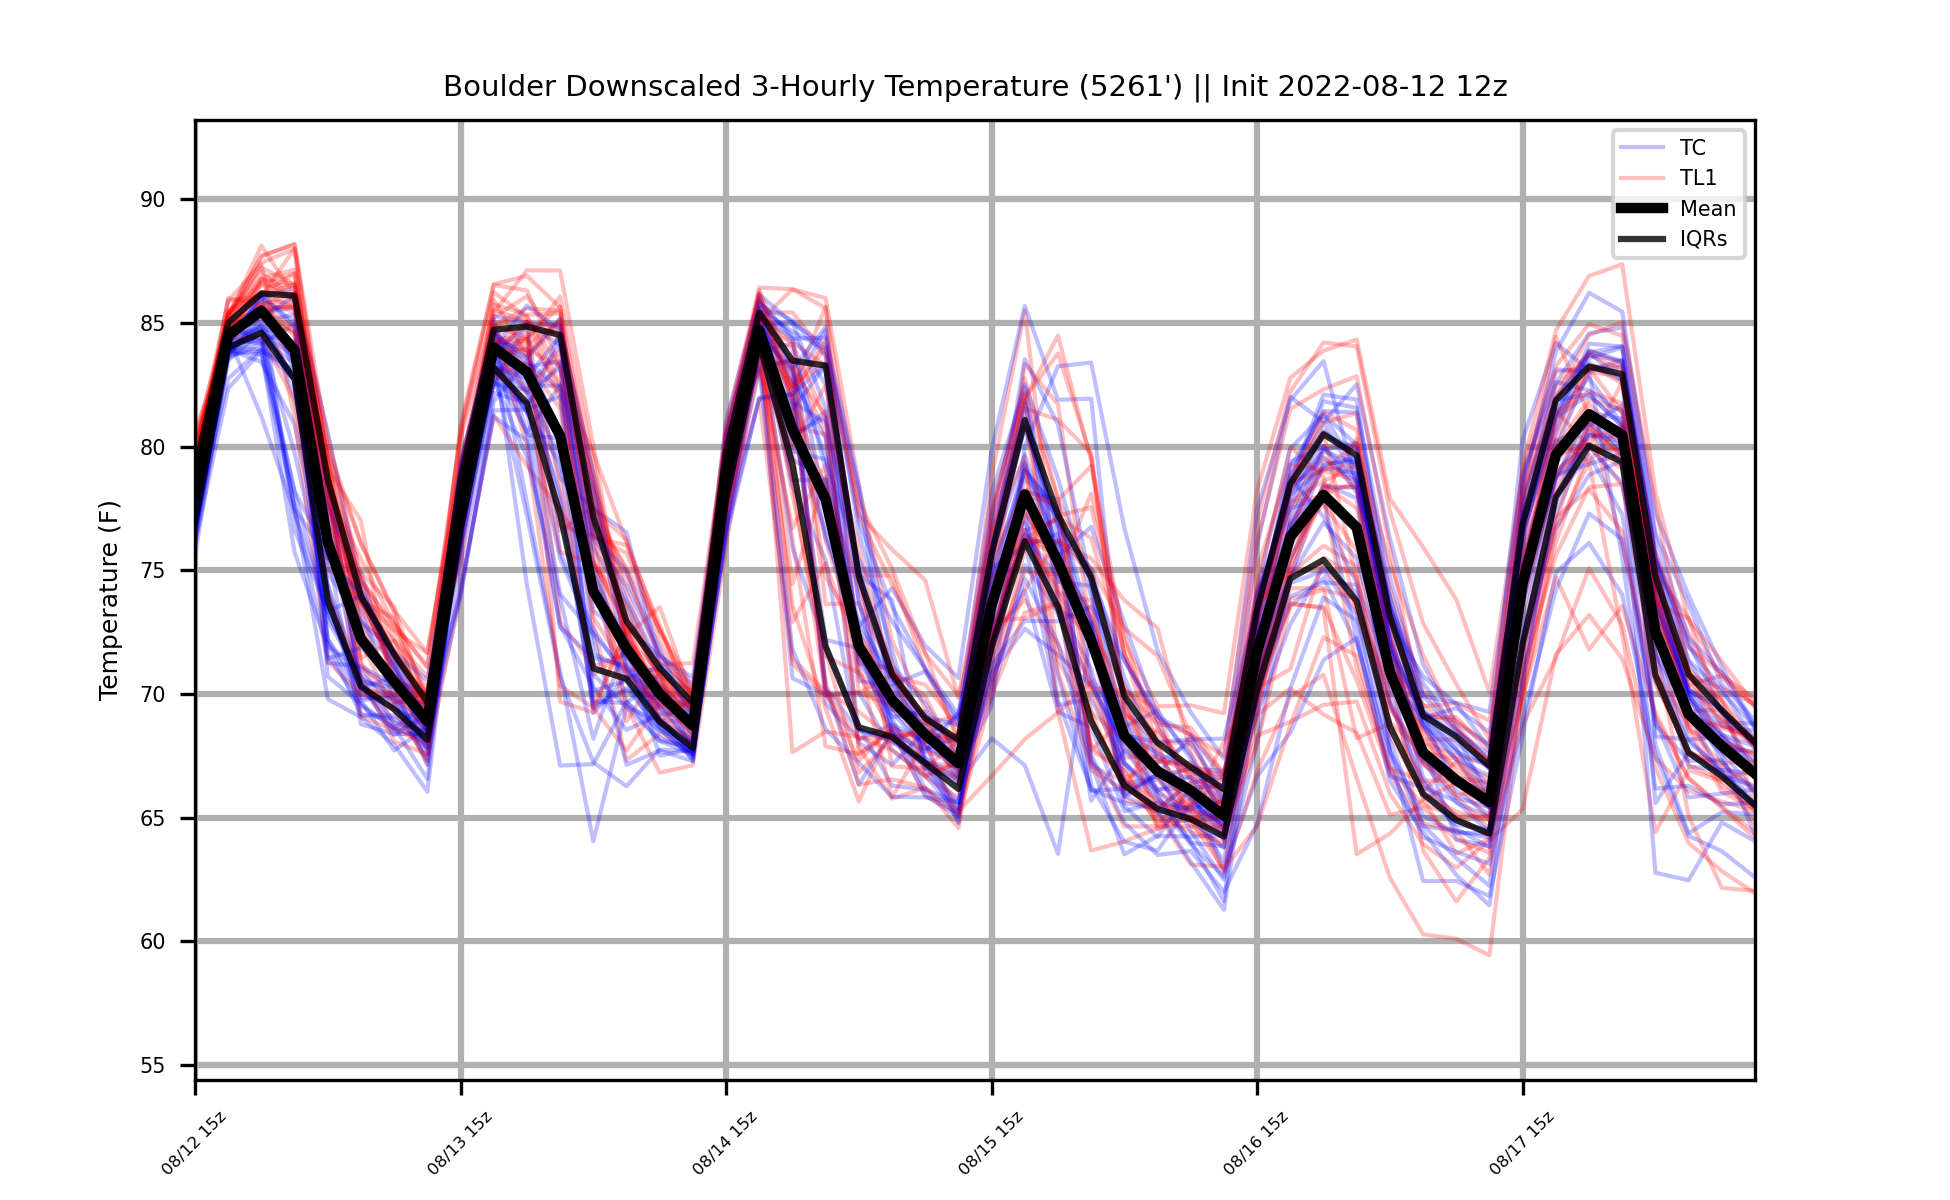 Boulder Downscaled 3-Hourly Temperature (5261') || Init 2022-08-12 12z
TC
TL1
Mean
IQRs
Temperature (F)
90
85
80
75
70
65
60
55
08/12 15z
08/13 15z
08/14 15z
08/15 15z
08/16 15z
08/17 15z